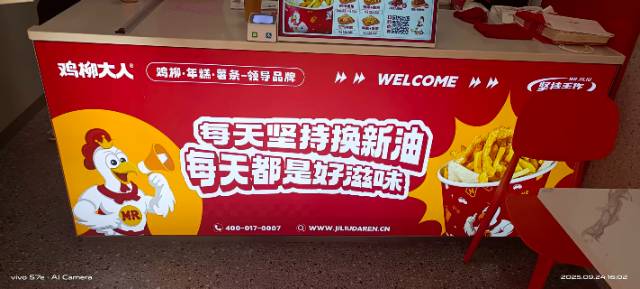 鸡柳大人®
鸡柳·年糕·薯条-领导品牌
WELCOME
坚持手作
每天坚持换新油
每天都是好滋味
MR
400-017-0007
WWW.JILIUDAREN.CN
vivo S7e · AI Camera
2025.09.24 16:02